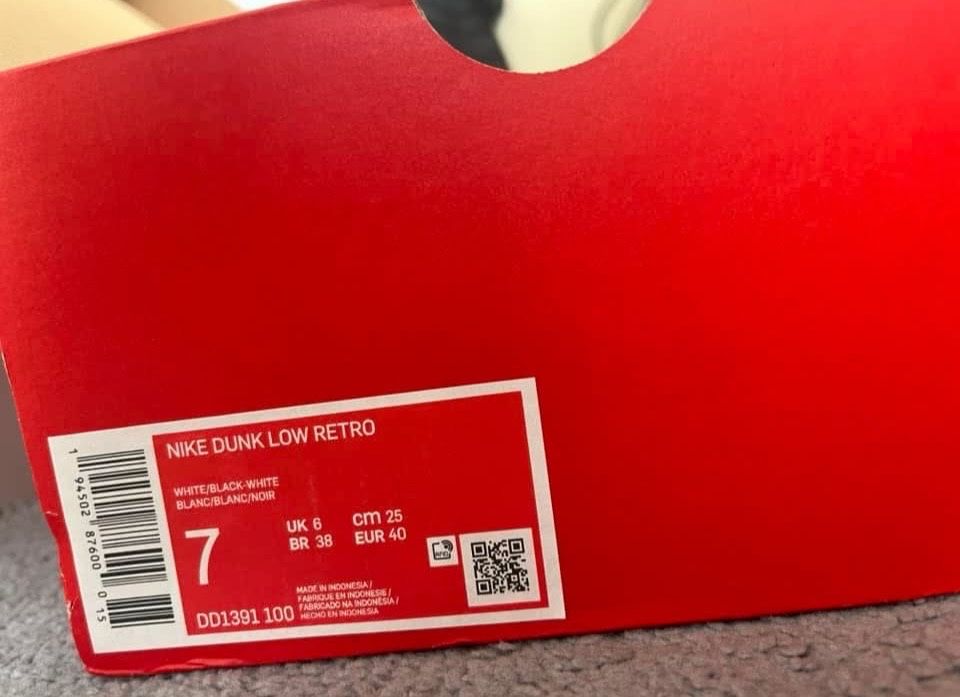 NIKE DUNK LOW RETRO
WHITE/BLACK-WHITE
BLANC/BLANC/NOIR
7
UK 6 cm 25
BR 38 EUR 40
DD1391 100
MADE IN INDONESIA /
FABRIQUE EN INDONESIE /
FABRICADO NA INDONÉSIA /
HECHO EN INDONESIA
1 94502 87600 0 15